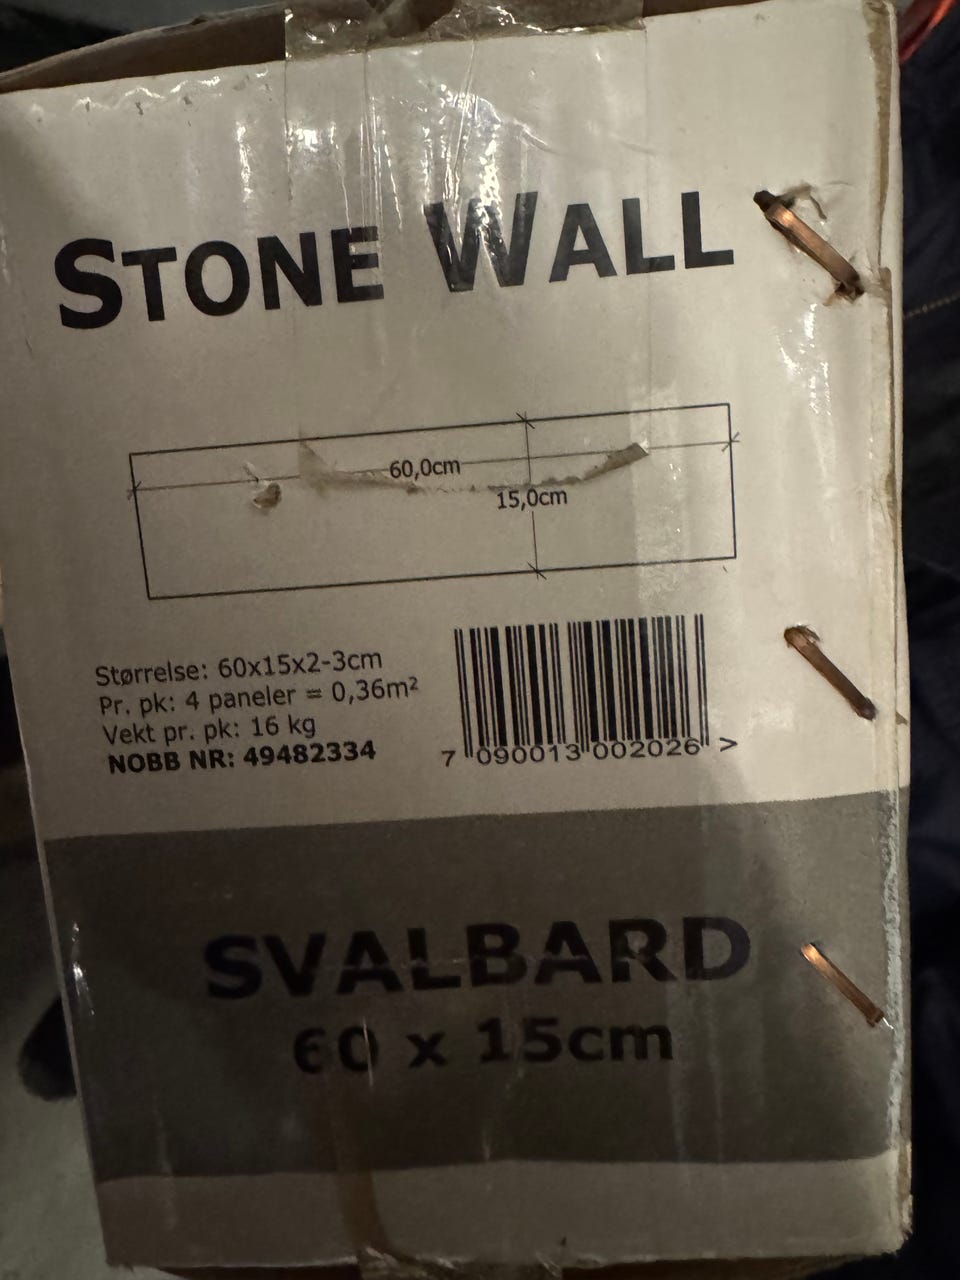 STONE WALL
60,0cm
15,0cm
Størrelse: 60x15x2-3cm
Pr. pk: 4 paneler = 0,36m²
Vekt pr. pk: 16 kg
NOBB NR: 49482334
7 090013 002026 >
SVALBARD
60 x 15cm